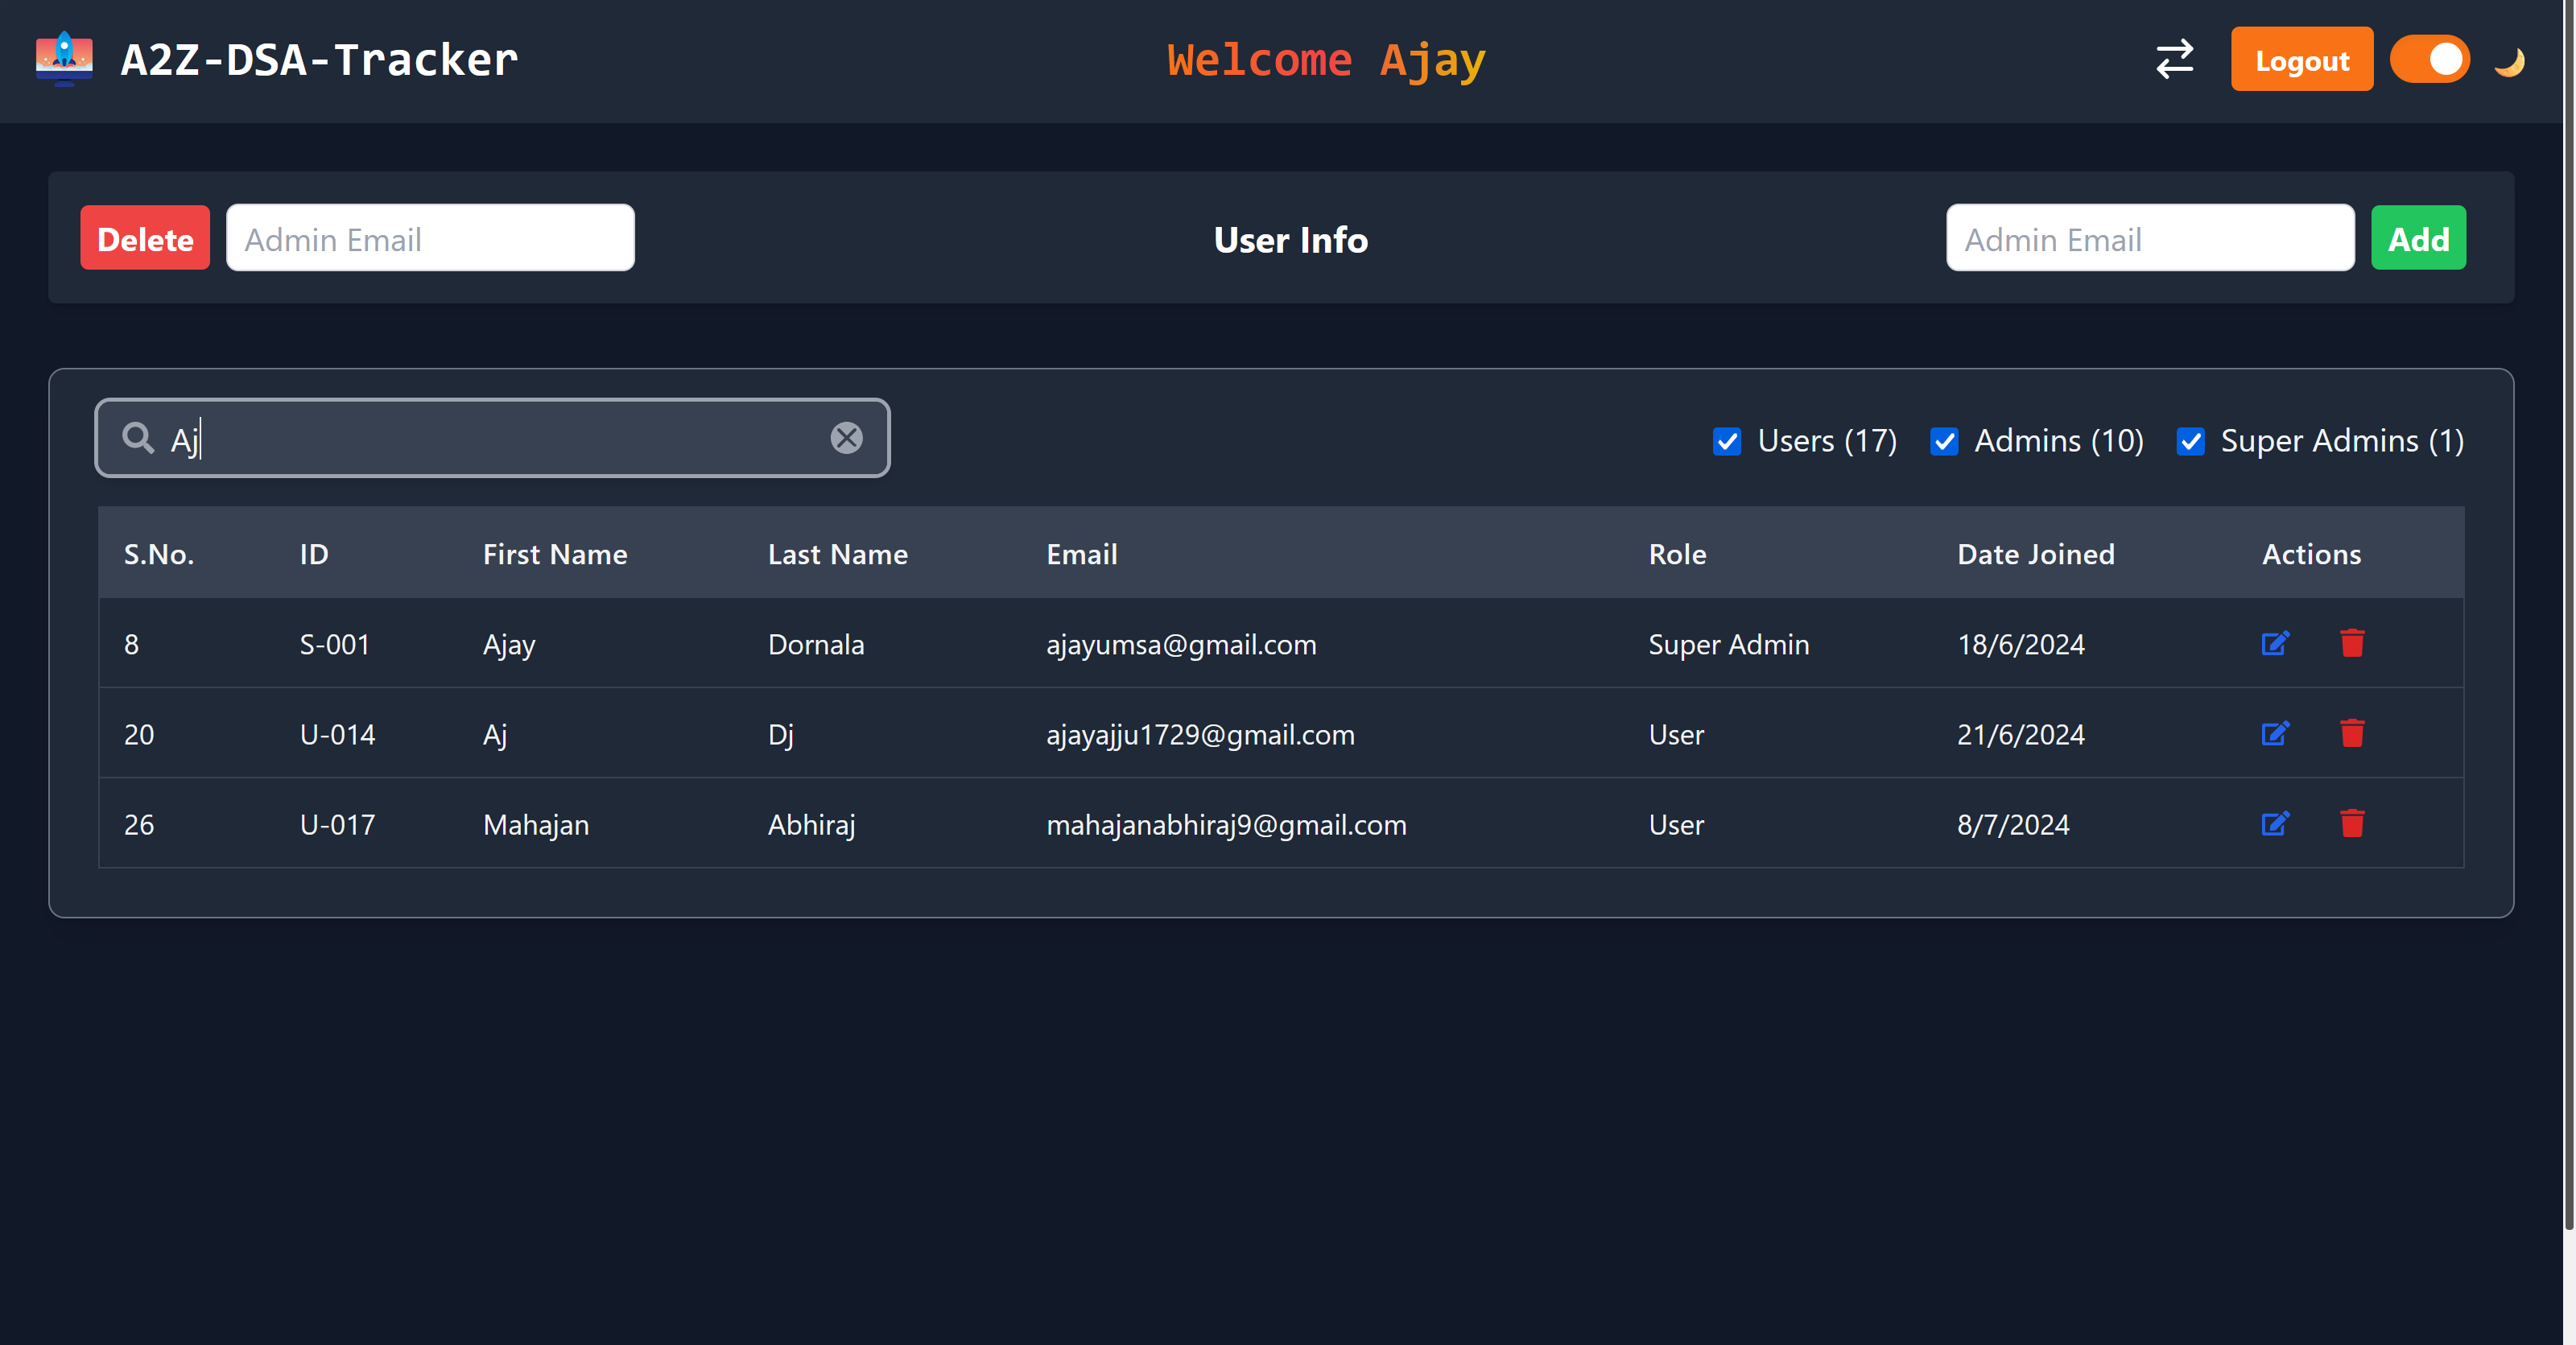 A2Z-DSA-Tracker Welcome Ajay Logout
Delete Admin Email User Info Admin Email Add
Aj Users (17) Admins (10) Super Admins (1)
S.No. ID First Name Last Name Email Role Date Joined Actions
8 S-001 Ajay Dornala ajayumsa@gmail.com Super Admin 18/6/2024
20 U-014 Aj Dj ajayajju1729@gmail.com User 21/6/2024
26 U-017 Mahajan Abhiraj mahajanabhiraj9@gmail.com User 8/7/2024